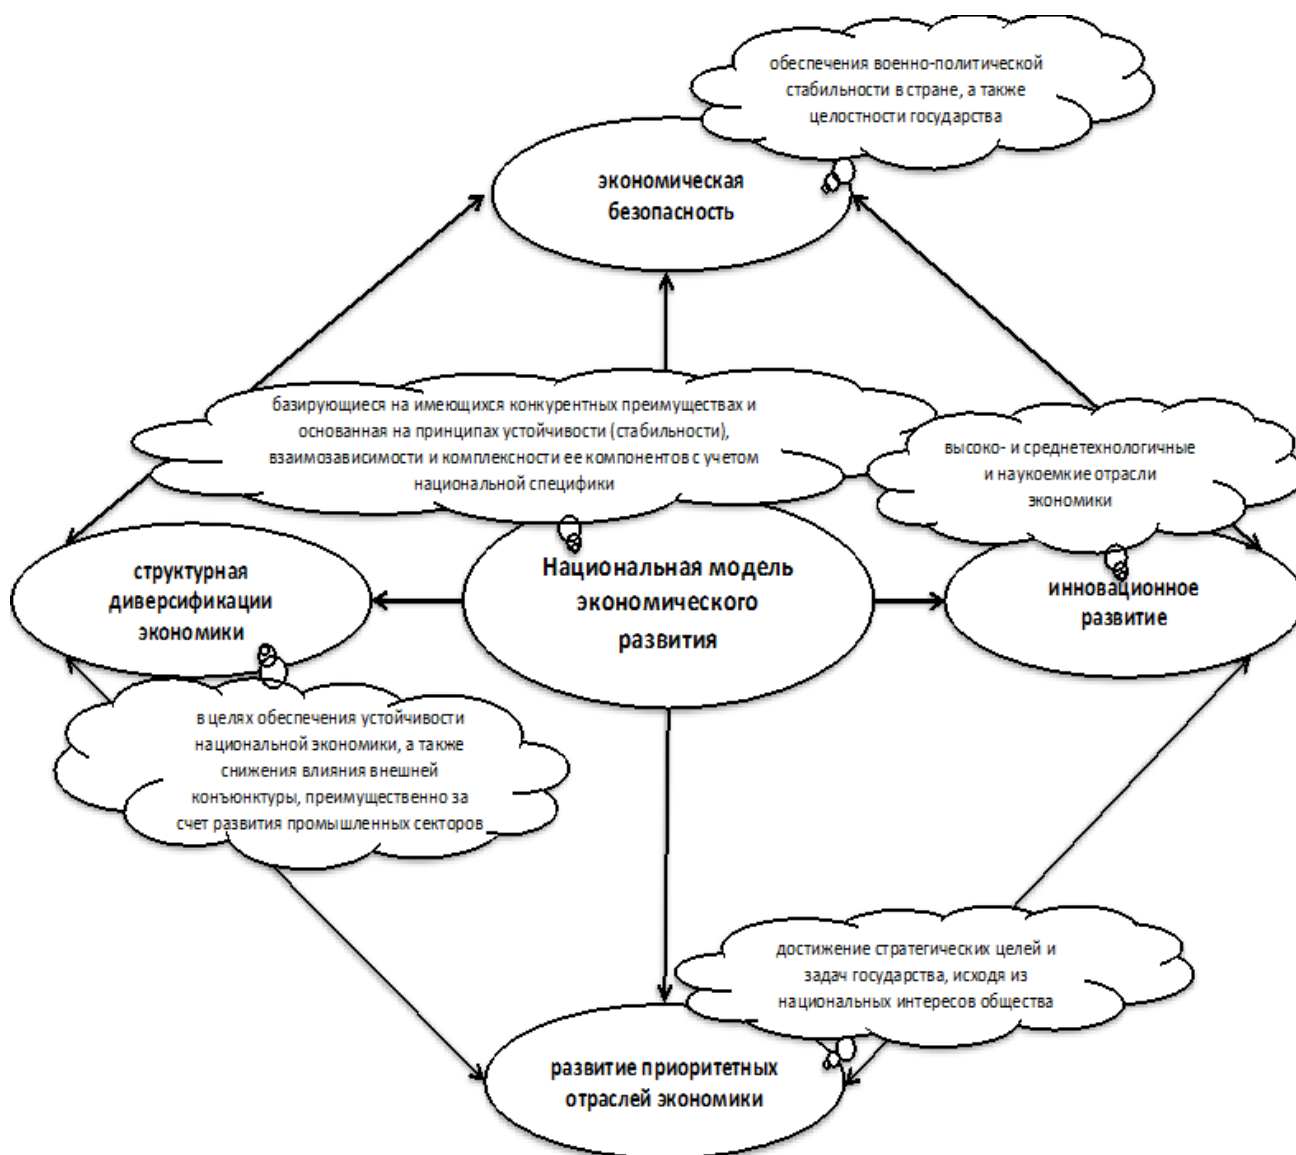 обеспечения военно-политической
стабильности в стране, а также
целостности государства
экономическая
безопасность
базирующиеся на имеющихся конкурентных преимуществах и
основанная на принципах устойчивости (стабильности),
взаимозависимости и комплексности ее компонентов с учетом
национальной специфики
высоко- и среднетехнологичные
и наукоемкие отрасли
экономики
структурная
диверсификации
экономики
Национальная модель
экономического
развития
инновационное
развитие
в целях обеспечения устойчивости
национальной экономики, а также
снижения влияния внешней
конъюнктуры, преимущественно за
счет развития промышленных секторов
достижение стратегических целей и
задач государства, исходя из
национальных интересов общества
развитие приоритетных
отраслей экономики